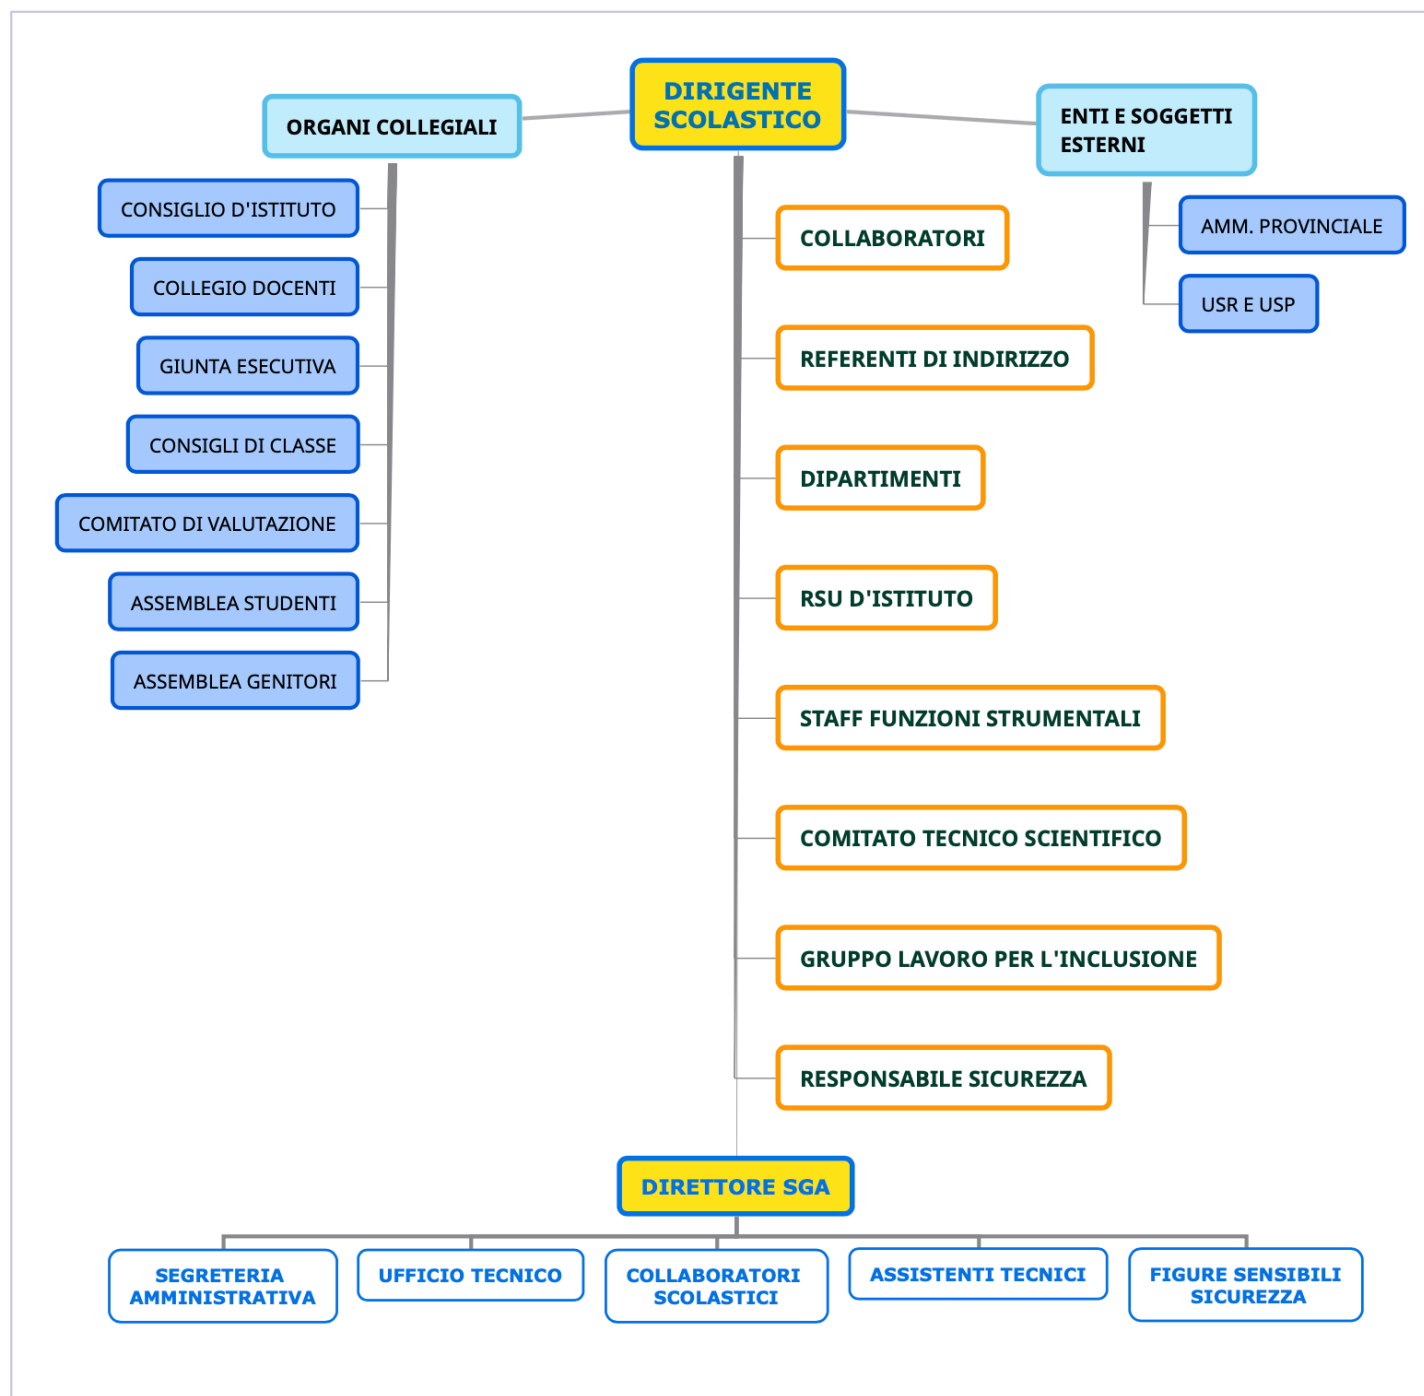 DIRIGENTE
SCOLASTICO
ORGANI COLLEGIALI
CONSIGLIO D'ISTITUTO
COLLEGIO DOCENTI
GIUNTA ESECUTIVA
CONSIGLI DI CLASSE
COMITATO DI VALUTAZIONE
ASSEMBLEA STUDENTI
ASSEMBLEA GENITORI
ENTI E SOGGETTI
ESTERNI
AMM. PROVINCIALE
USR E USP
COLLABORATORI
REFERENTI DI INDIRIZZO
DIPARTIMENTI
RSU D'ISTITUTO
STAFF FUNZIONI STRUMENTALI
COMITATO TECNICO SCIENTIFICO
GRUPPO LAVORO PER L'INCLUSIONE
RESPONSABILE SICUREZZA
DIRETTORE SGA
SEGRETERIA
AMMINISTRATIVA
UFFICIO TECNICO
COLLABORATORI
SCOLASTICI
ASSISTENTI TECNICI
FIGURE SENSIBILI
SICUREZZA